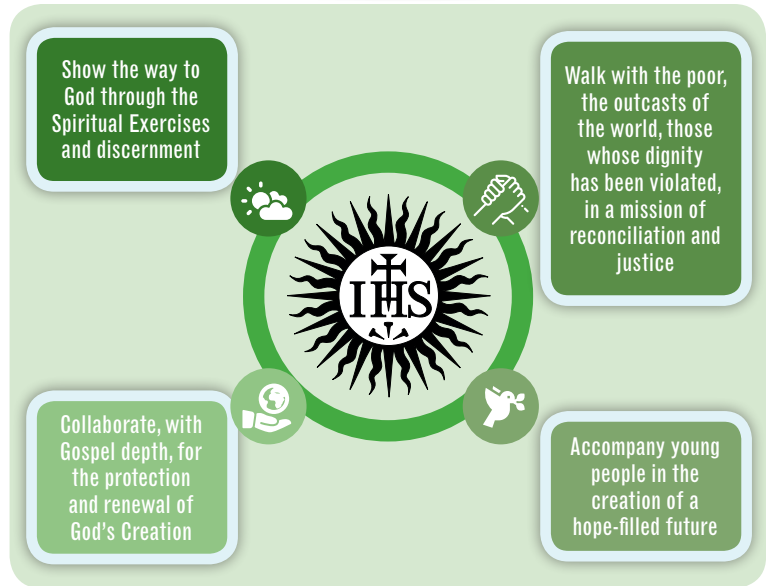 Show the way to
God through the
Spiritual Exercises
and discernment
Walk with the poor,
the outcasts of
the world, those
whose dignity
has been violated,
in a mission of
reconciliation and
justice
IHS
Collaborate, with
Gospel depth, for
the protection
and renewal of
God's Creation
Accompany young
people in the
creation of a
hope-filled future